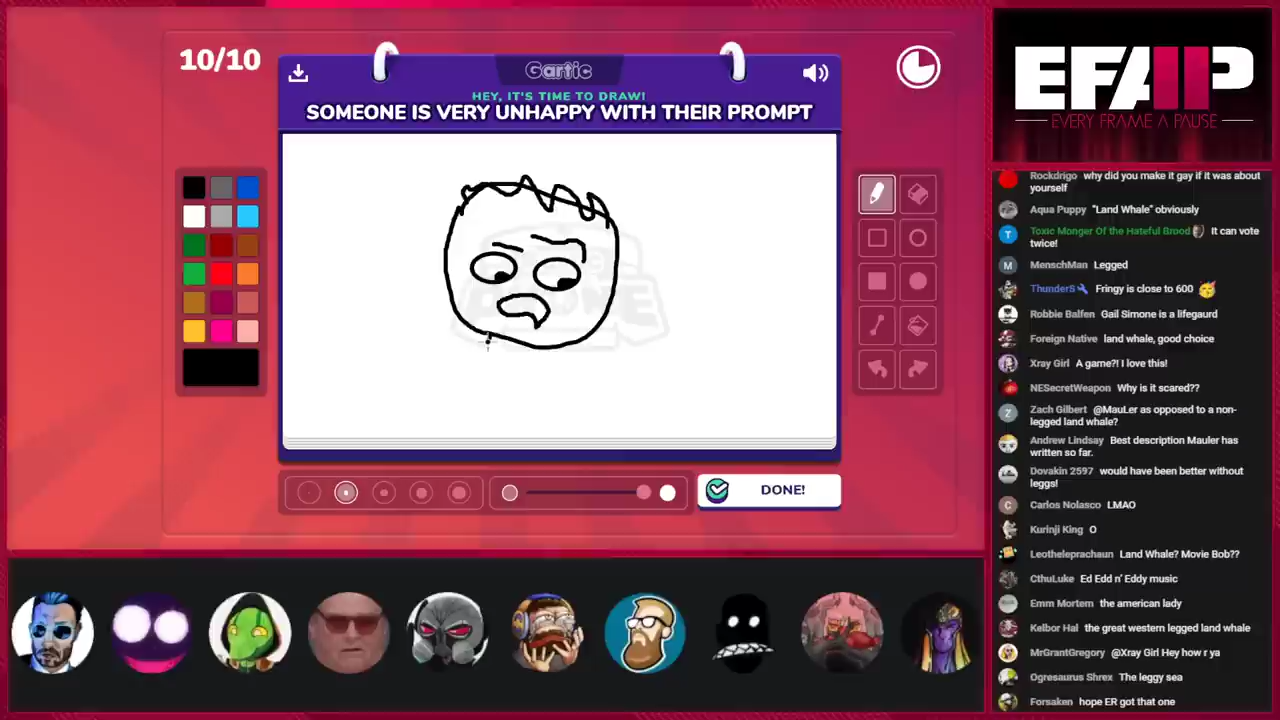 10/10
Gartic
HEY, IT'S TIME TO DRAW!
SOMEONE IS VERY UNHAPPY WITH THEIR PROMPT
DONE!
EFAP
EVERY FRAME A PAUSE
Rockdrigo why did you make it gay if it was about
yourself
Aqua Puppy "Land Whale" obviously
Toxic Monger Of the Hateful Brood It can vote
twice!
MenschMan Legged
ThunderS Fringy is close to 600
Robbie Balfen Gail Simone is a lifegaurd
Foreign Native land whale, good choice
Xray Girl A game?! I love this!
NESecretWeapon Why is it scared??
Zach Gilbert @MauLer as opposed to a non-
legged land whale?
Andrew Lindsay Best description Mauler has
written so far.
Dovakin 2597 would have been better without
leggs!
Carlos Nolasco LMAO
Kurinji King O
Leotheleprachaun Land Whale? Movie Bob??
CthuLuke Ed Edd n' Eddy music
Emm Mortem the american lady
Kelbor Hal the great western legged land whale
MrGrantGregory @Xray Girl Hey how r ya
Ogresaurus Shrex The leggy sea
Forsaken hope ER got that one